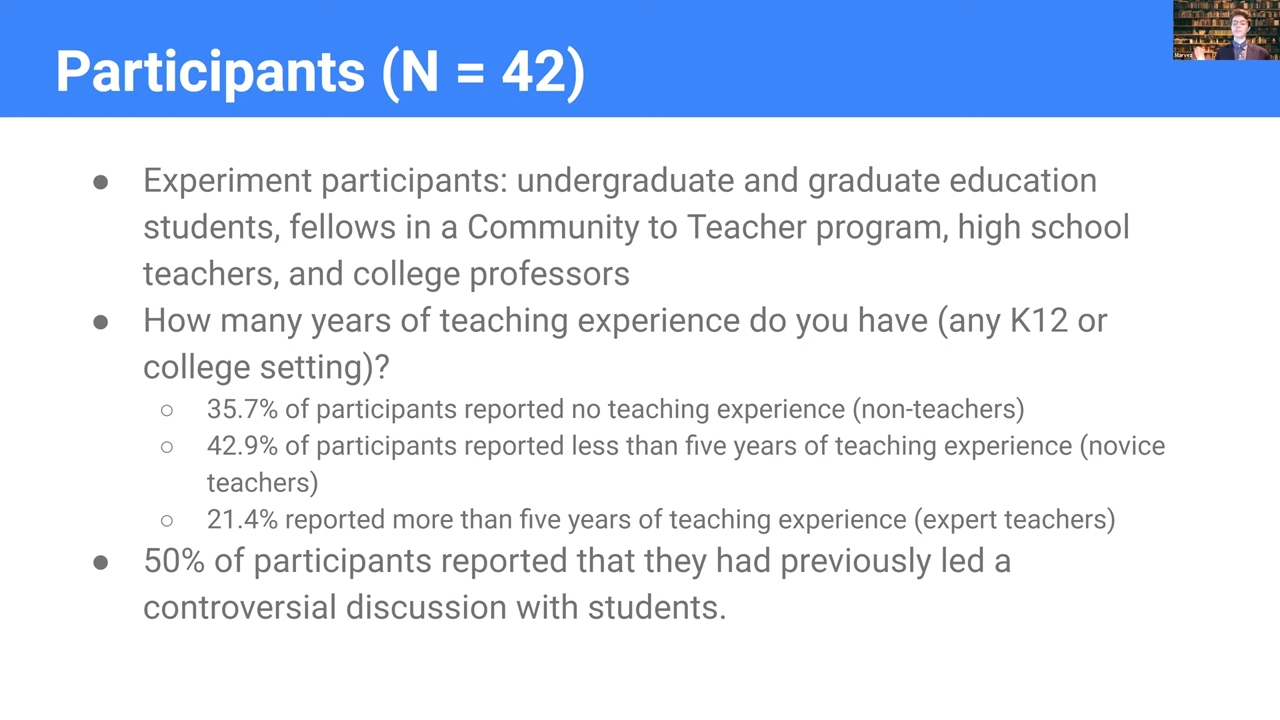 Participants (N = 42)
● Experiment participants: undergraduate and graduate education
students, fellows in a Community to Teacher program, high school
teachers, and college professors
● How many years of teaching experience do you have (any K12 or
college setting)?
○ 35.7% of participants reported no teaching experience (non-teachers)
○ 42.9% of participants reported less than five years of teaching experience (novice
teachers)
○ 21.4% reported more than five years of teaching experience (expert teachers)
● 50% of participants reported that they had previously led a
controversial discussion with students.